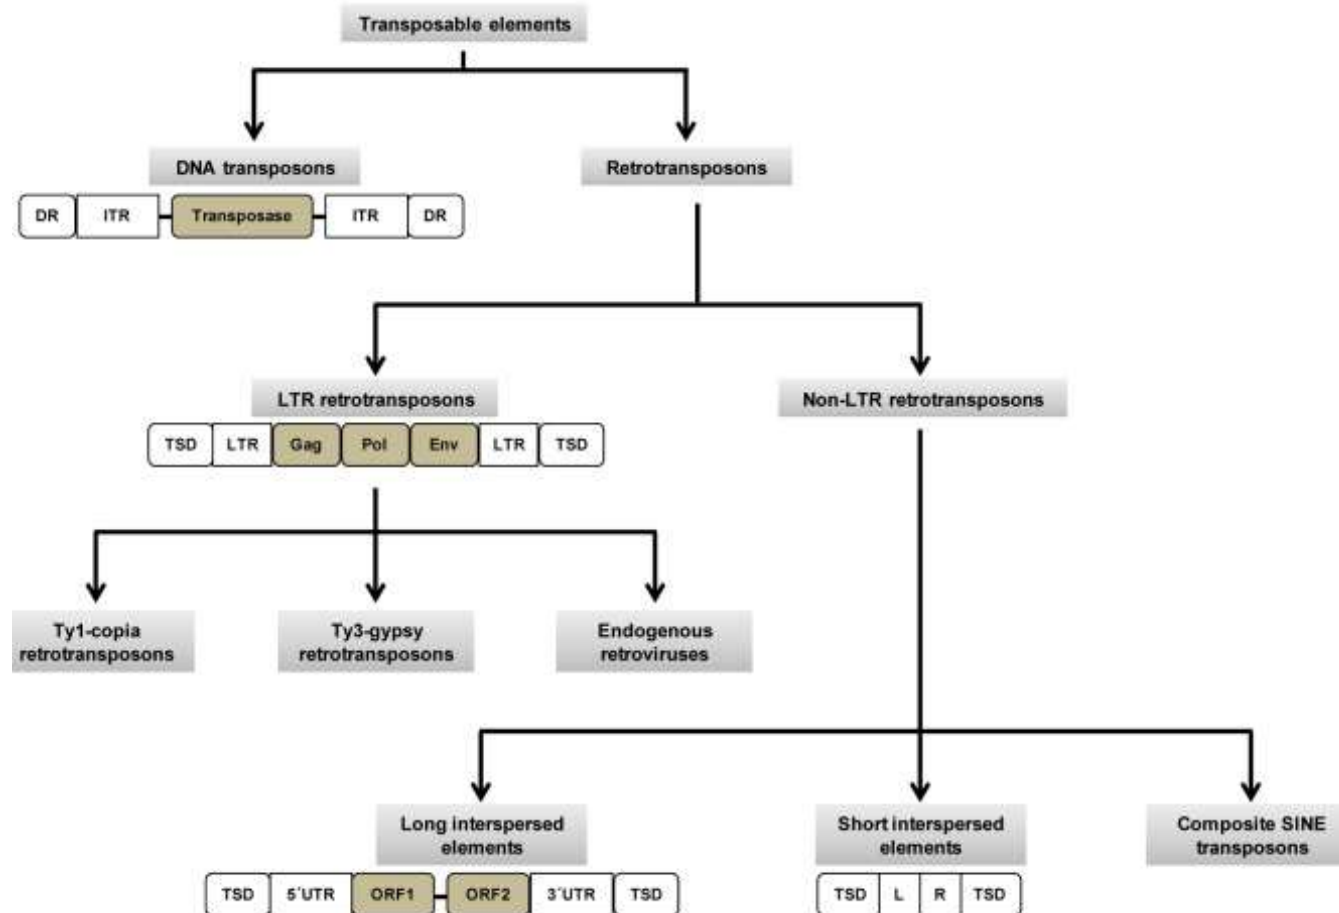 Transposable elements
DNA transposons
Retrotransposons
DR ITR Transposase ITR DR
LTR retrotransposons
Non-LTR retrotransposons
TSD LTR Gag Pol Env LTR TSD
Ty1-copia
retrotransposons
Ty3-gypsy
retrotransposons
Endogenous
retroviruses
Long interspersed
elements
Short interspersed
elements
Composite SINE
transposons
TSD 5´UTR ORF1 ORF2 3´UTR TSD
TSD L R TSD